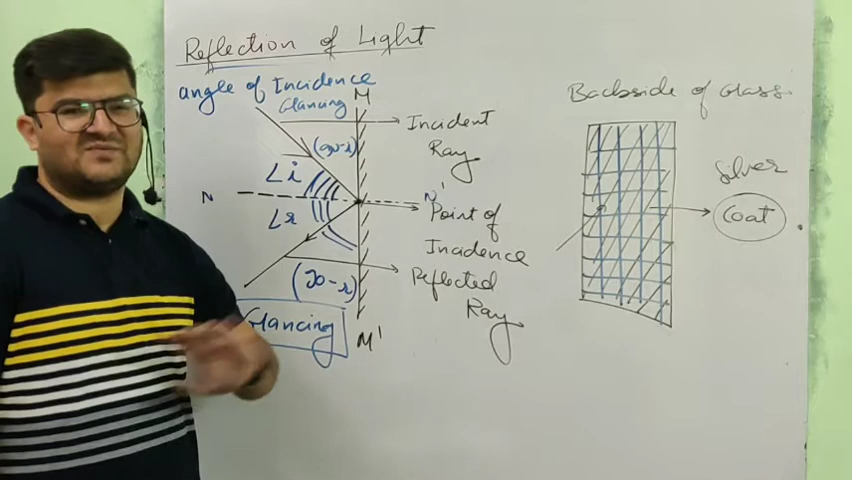 Reflection of Light
angle of Incidence
Glancing
M
Incident
Ray
(90-i)
∠i
N
N'
∠r
Point of
Incidence
Reflected
Ray
(90-r)
Glancing
M'
Backside of Glass.
Silver
Coat